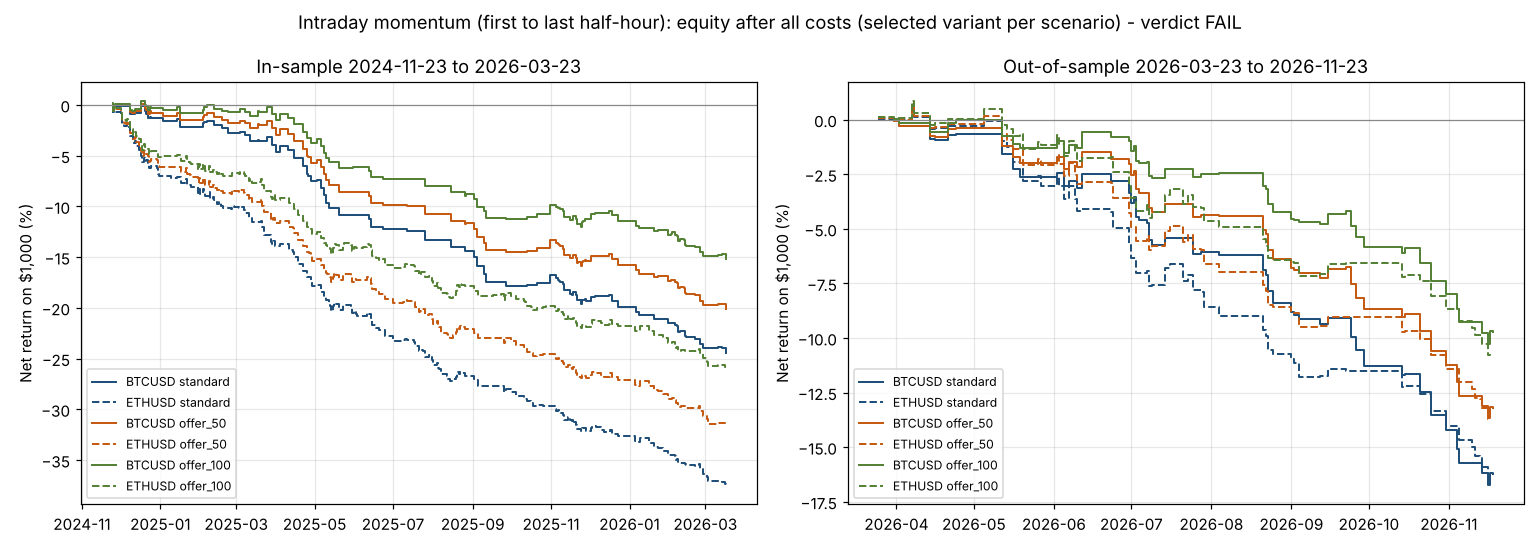 Intraday momentum (first to last half-hour): equity after all costs (selected variant per scenario) - verdict FAIL
In-sample 2024-11-23 to 2026-03-23
Net return on $1,000 (%)
0
−5
−10
−15
−20
−25
−30
−35
BTCUSD standard
ETHUSD standard
BTCUSD offer_50
ETHUSD offer_50
BTCUSD offer_100
ETHUSD offer_100
2024-11 2025-01 2025-03 2025-05 2025-07 2025-09 2025-11 2026-01 2026-03
Out-of-sample 2026-03-23 to 2026-11-23
Net return on $1,000 (%)
0.0
−2.5
−5.0
−7.5
−10.0
−12.5
−15.0
−17.5
BTCUSD standard
ETHUSD standard
BTCUSD offer_50
ETHUSD offer_50
BTCUSD offer_100
ETHUSD offer_100
2026-04 2026-05 2026-06 2026-07 2026-08 2026-09 2026-10 2026-11